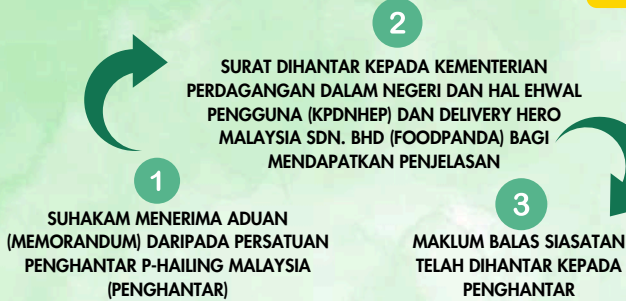 1
SUHAKAM MENERIMA ADUAN
(MEMORANDUM) DARIPADA PERSATUAN
PENGHANTAR P-HAILING MALAYSIA
(PENGHANTAR)
2
SURAT DIHANTAR KEPADA KEMENTERIAN
PERDAGANGAN DALAM NEGERI DAN HAL EHWAL
PENGGUNA (KPDNHEP) DAN DELIVERY HERO
MALAYSIA SDN. BHD (FOODPANDA) BAGI
MENDAPATKAN PENJELASAN
3
MAKLUM BALAS SIASATAN
TELAH DIHANTAR KEPADA
PENGHANTAR